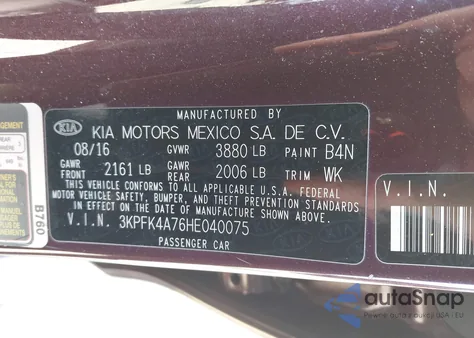 MANUFACTURED BY
KIA KIA MOTORS MEXICO S.A. DE C.V.
08/16 GVWR 3880 LB PAINT B4N
GAWR FRONT 2161 LB GAWR REAR 2006 LB TRIM WK
THIS VEHICLE CONFORMS TO ALL APPLICABLE U.S.A. FEDERAL
MOTOR VEHICLE SAFETY, BUMPER, AND THEFT PREVENTION STANDARDS
IN EFFECT ON THE DATE OF MANUFACTURE SHOWN ABOVE.
V.I.N. 3KPFK4A76HE040075
PASSENGER CAR
B760
V.I.N.
autoSnap